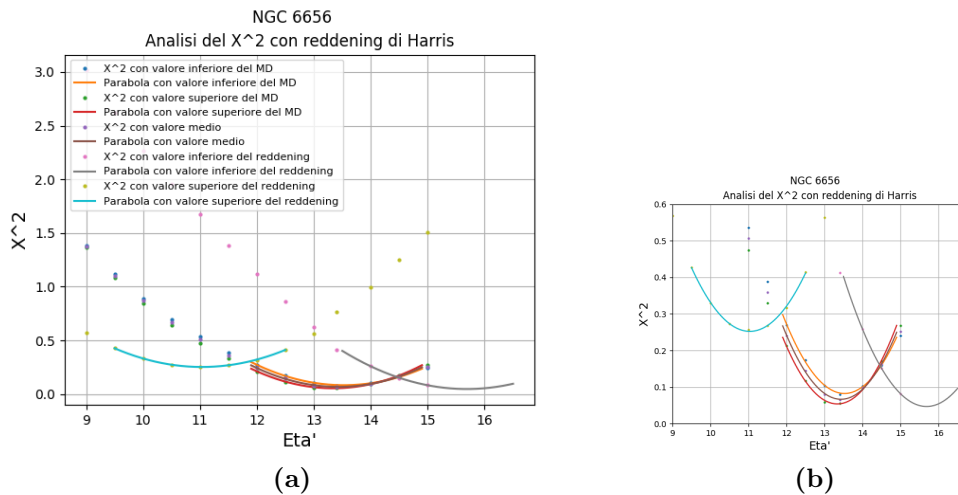 NGC 6656
Analisi del X^2 con reddening di Harris
X^2
3.0
2.5
2.0
1.5
1.0
0.5
0.0
X^2 con valore inferiore del MD
Parabola con valore inferiore del MD
X^2 con valore superiore del MD
Parabola con valore superiore del MD
X^2 con valore medio
Parabola con valore medio
X^2 con valore inferiore del reddening
Parabola con valore inferiore del reddening
X^2 con valore superiore del reddening
Parabola con valore superiore del reddening
9 10 11 12 13 14 15 16
Eta'
(a)
NGC 6656
Analisi del X^2 con reddening di Harris
X^2
0.6
0.5
0.4
0.3
0.2
0.1
0.0
9 10 11 12 13 14 15 16
Eta'
(b)